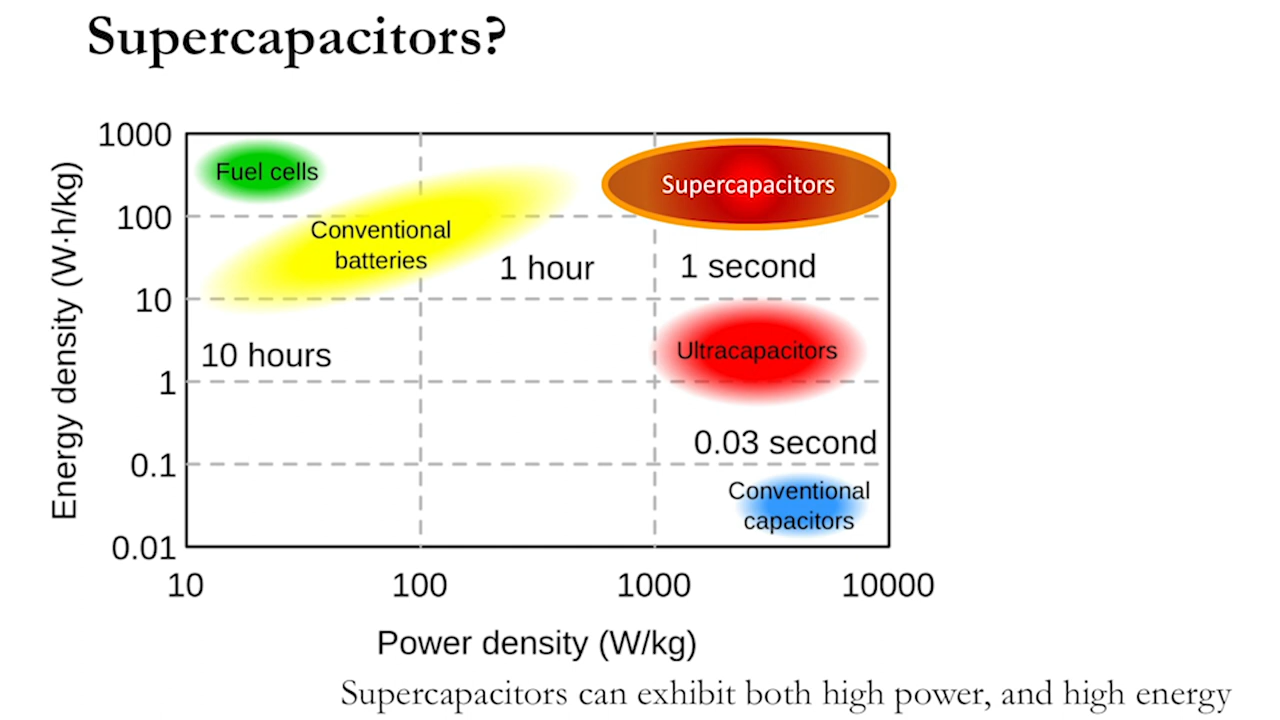 Supercapacitors?
1000
Fuel cells
Supercapacitors
100
Conventional
batteries
1 hour
1 second
10
10 hours
Ultracapacitors
1
0.03 second
0.1
Conventional
capacitors
0.01
Energy density (W·h/kg)
10
100
1000
10000
Power density (W/kg)
Supercapacitors can exhibit both high power, and high energy